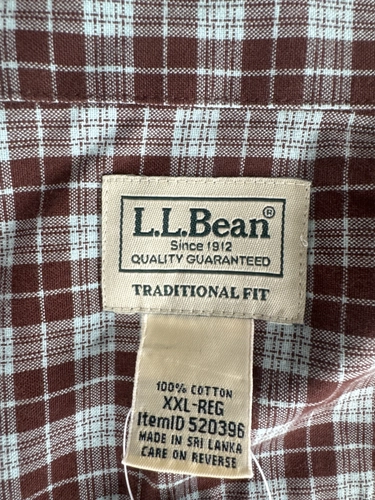 L.L.Bean®
Since 1912
QUALITY GUARANTEED
TRADITIONAL FIT
100% COTTON
XXL-REG
ItemID 520396
MADE IN SRI LANKA
CARE ON REVERSE